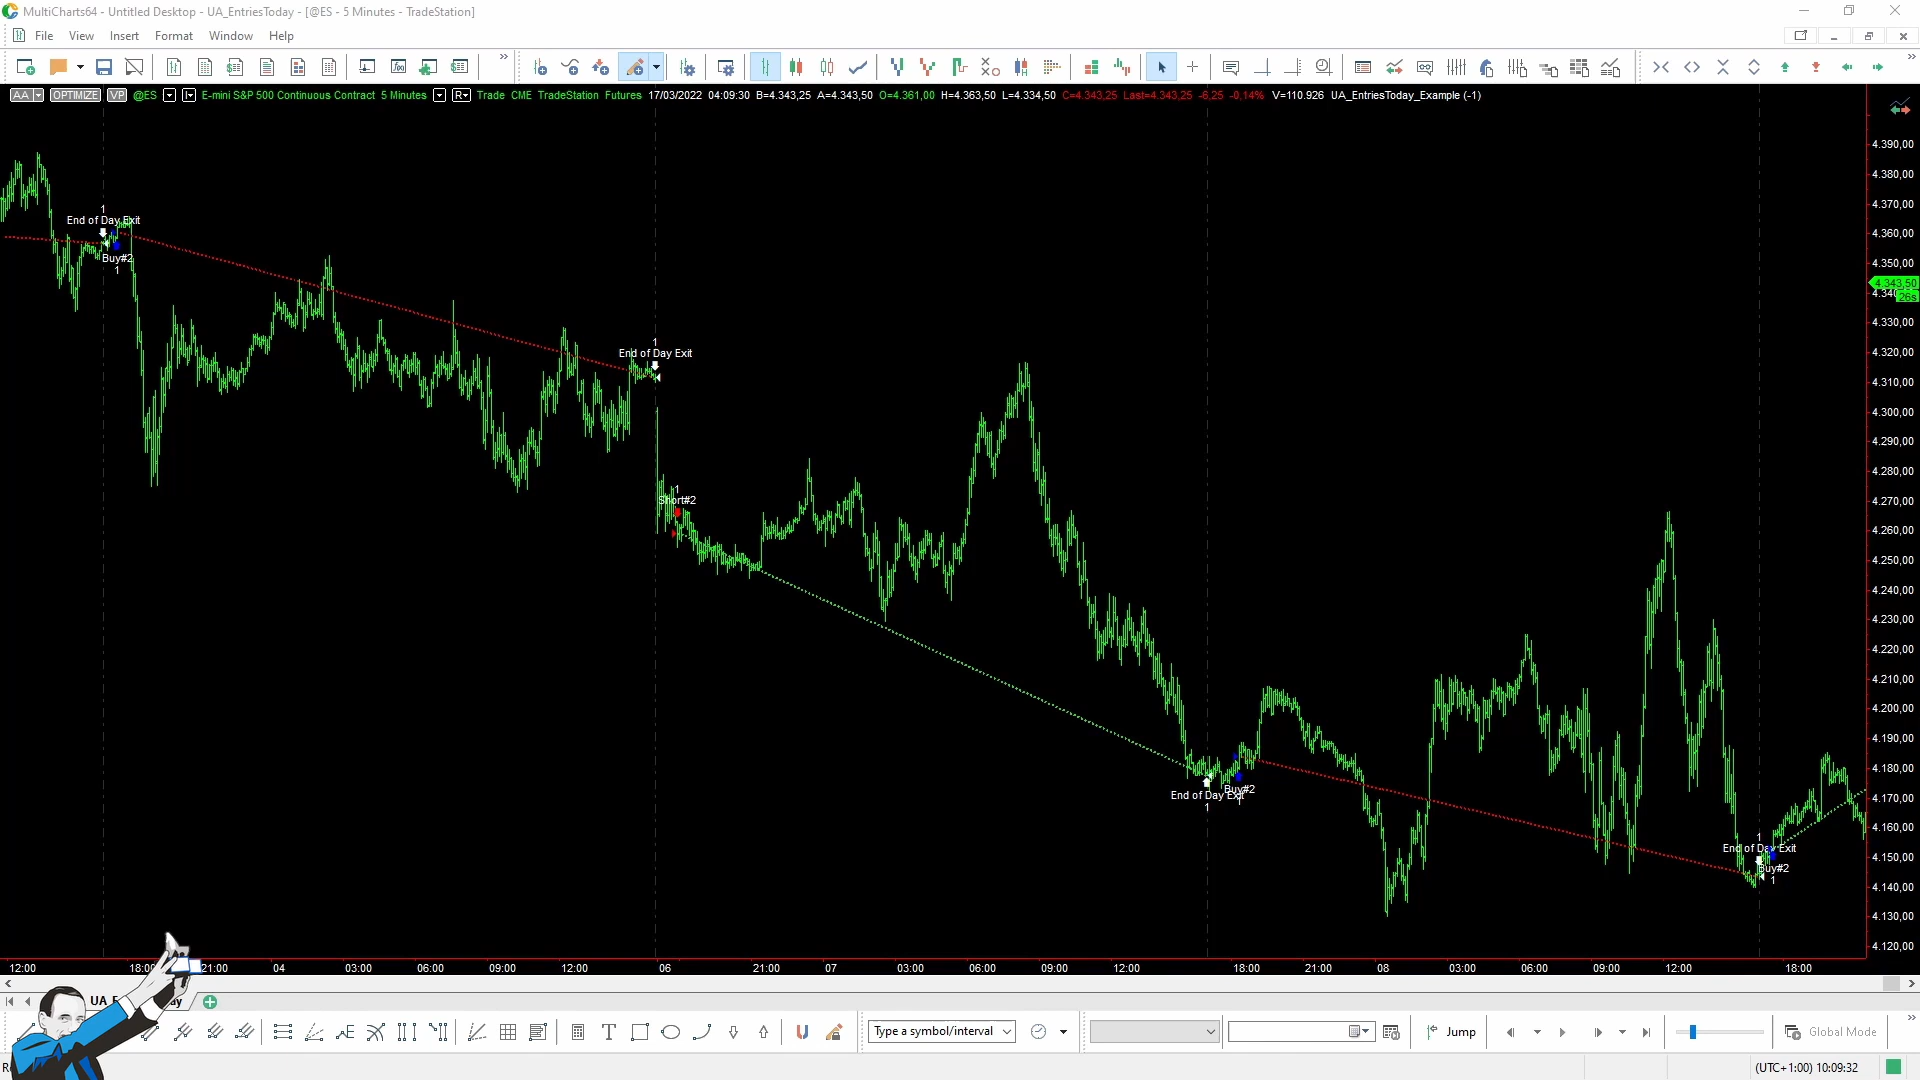 MultiCharts64 - Untitled Desktop - UA_EntriesToday - [@ES - 5 Minutes - TradeStation]
File View Insert Format Window Help
AA OPTIMIZE VP @ES I E-mini S&P 500 Continuous Contract 5 Minutes R Trade CME TradeStation Futures 17/03/2022 04:09:30 B=4.343,25 A=4.343,50 O=4.361,00 H=4.363,50 L=4.334,50 C=4.343,25 Last=4.343,25 -6,25 -0,14% V=110.926 UA_EntriesToday_Example (-1)
4.390,00
4.380,00
4.370,00
1
End of Day Exit
4.360,00
Buy#2
1
4.350,00
4.343,50
26s
4.330,00
1
End of Day Exit
4.320,00
4.310,00
4.300,00
4.290,00
4.280,00
4.270,00
1
Short#2
4.260,00
4.250,00
4.240,00
4.230,00
4.220,00
4.210,00
4.200,00
4.190,00
4.180,00
4.170,00
End of Day Exit
1
Buy#2
1
4.160,00
4.150,00
1
End of Day Exit
Buy#2
1
4.140,00
4.130,00
4.120,00
12:00 18:00 21:00 04 03:00 06:00 09:00 12:00 06 21:00 07 03:00 06:00 09:00 12:00 18:00 21:00 08 03:00 06:00 09:00 12:00 18:00
UA
Type a symbol/interval Jump Global Mode
(UTC+1:00) 10:09:32